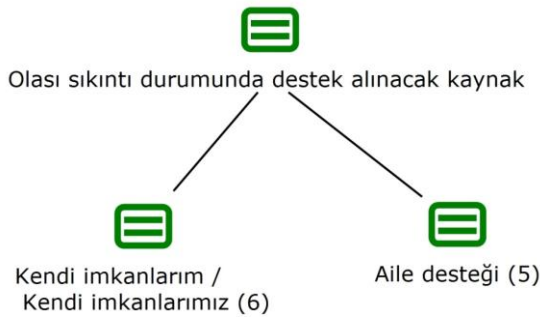 Olası sıkıntı durumunda destek alınacak kaynak
Kendi imkanlarım /
Kendi imkanlarımız (6)
Aile desteği (5)